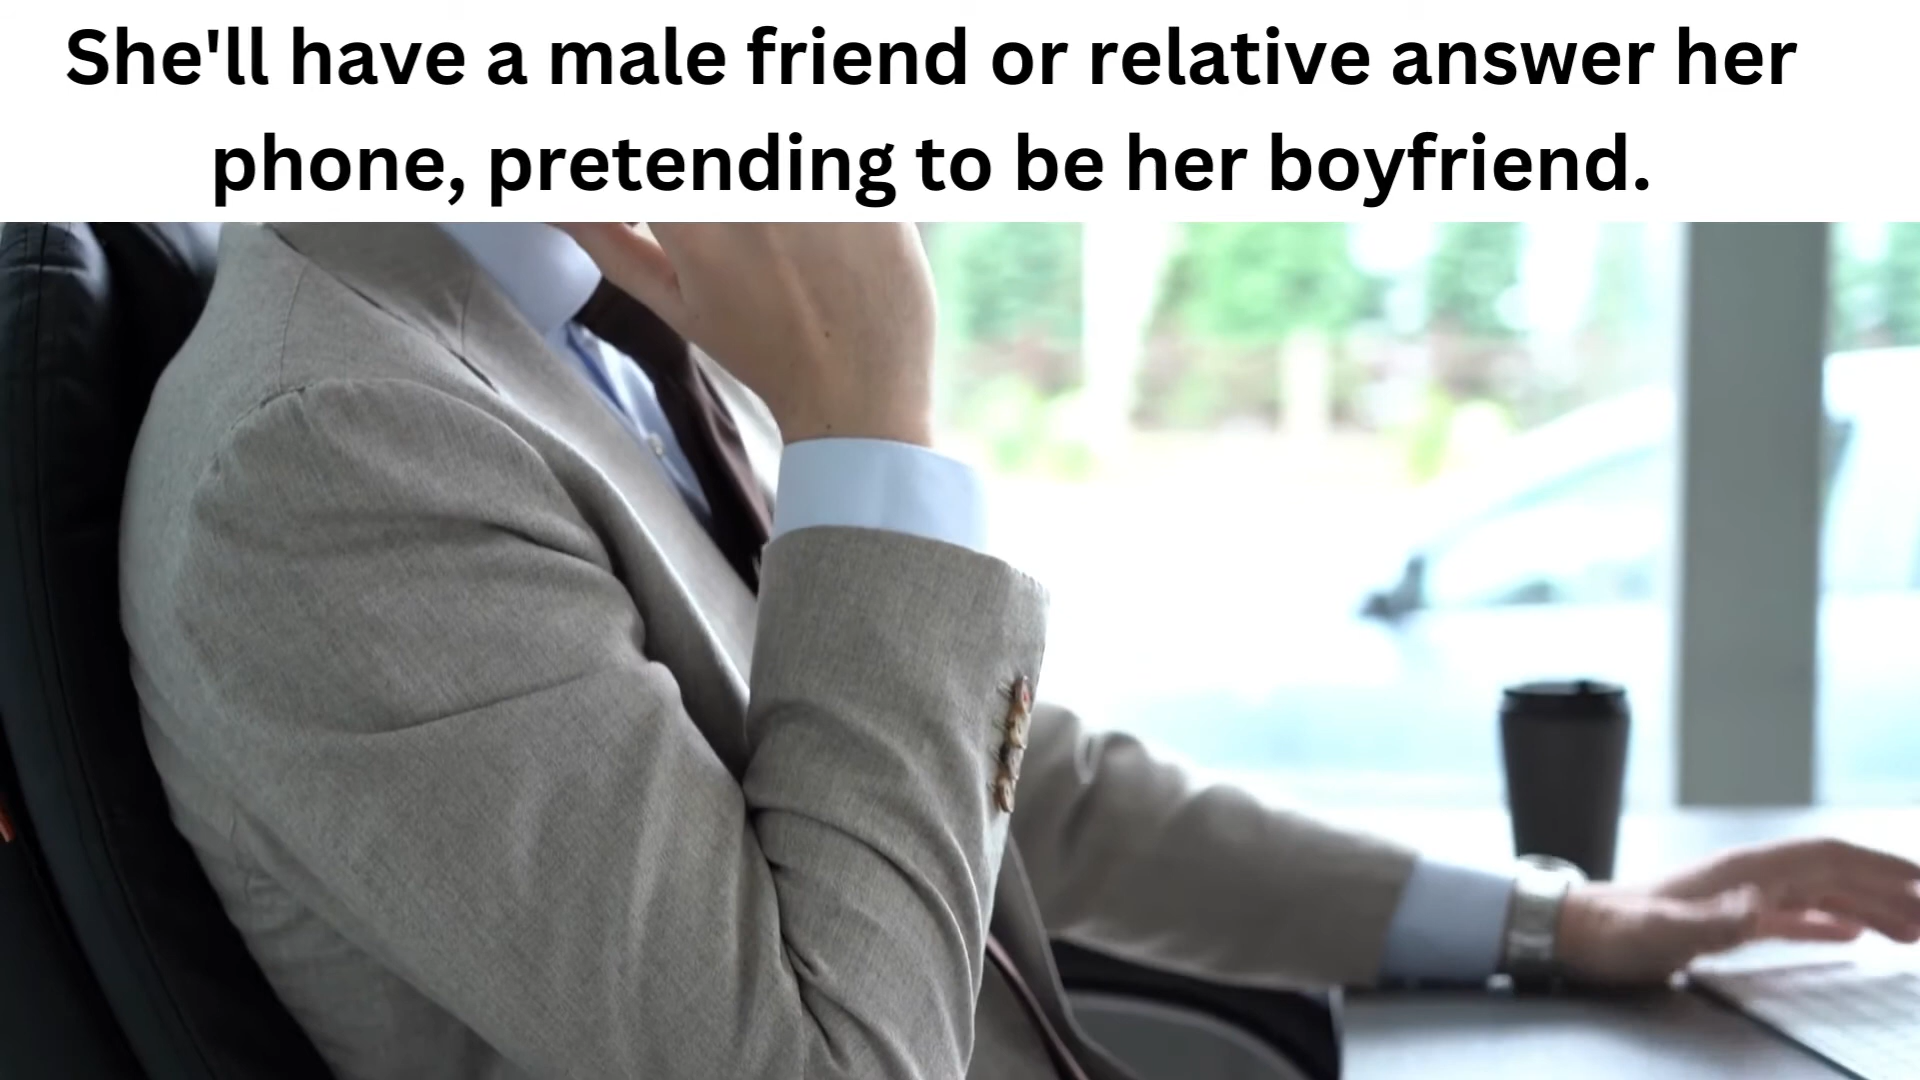 She'll have a male friend or relative answer her
phone, pretending to be her boyfriend.